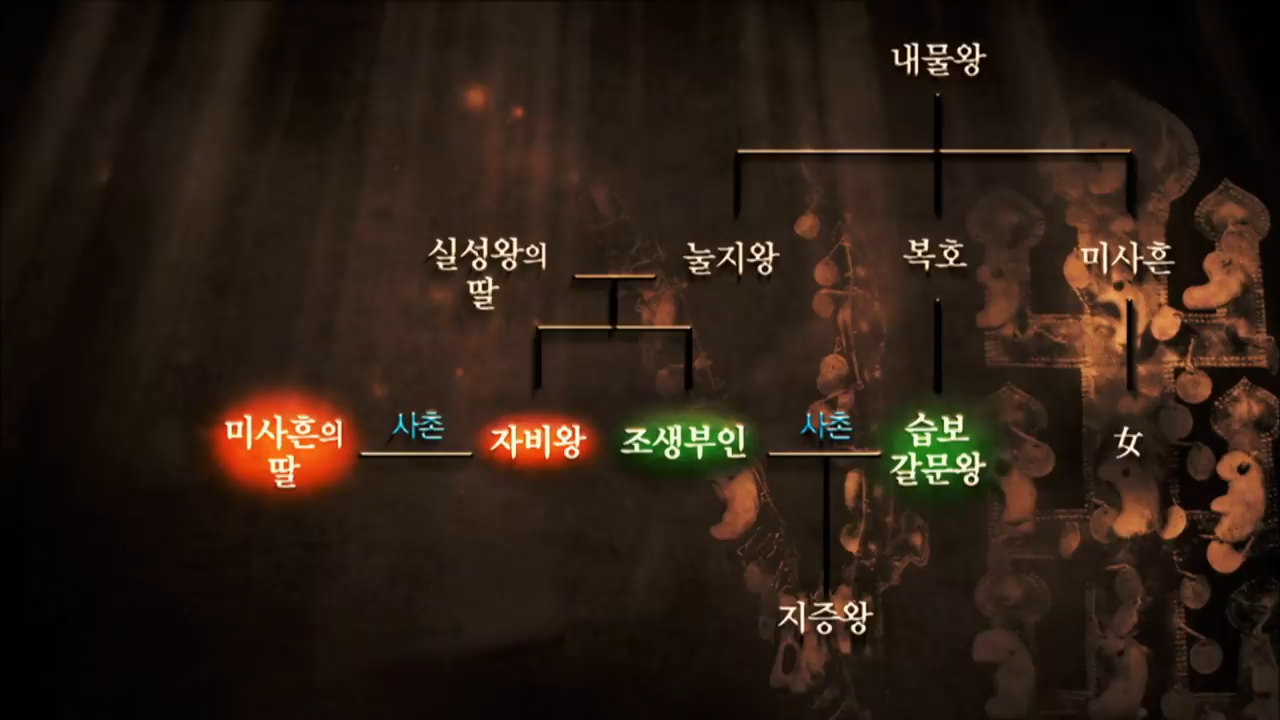 내물왕
실성왕의
딸
눌지왕
복호
미사흔
미사흔의
딸
사촌
자비왕
조생부인
사촌
습보
갈문왕
女
지증왕